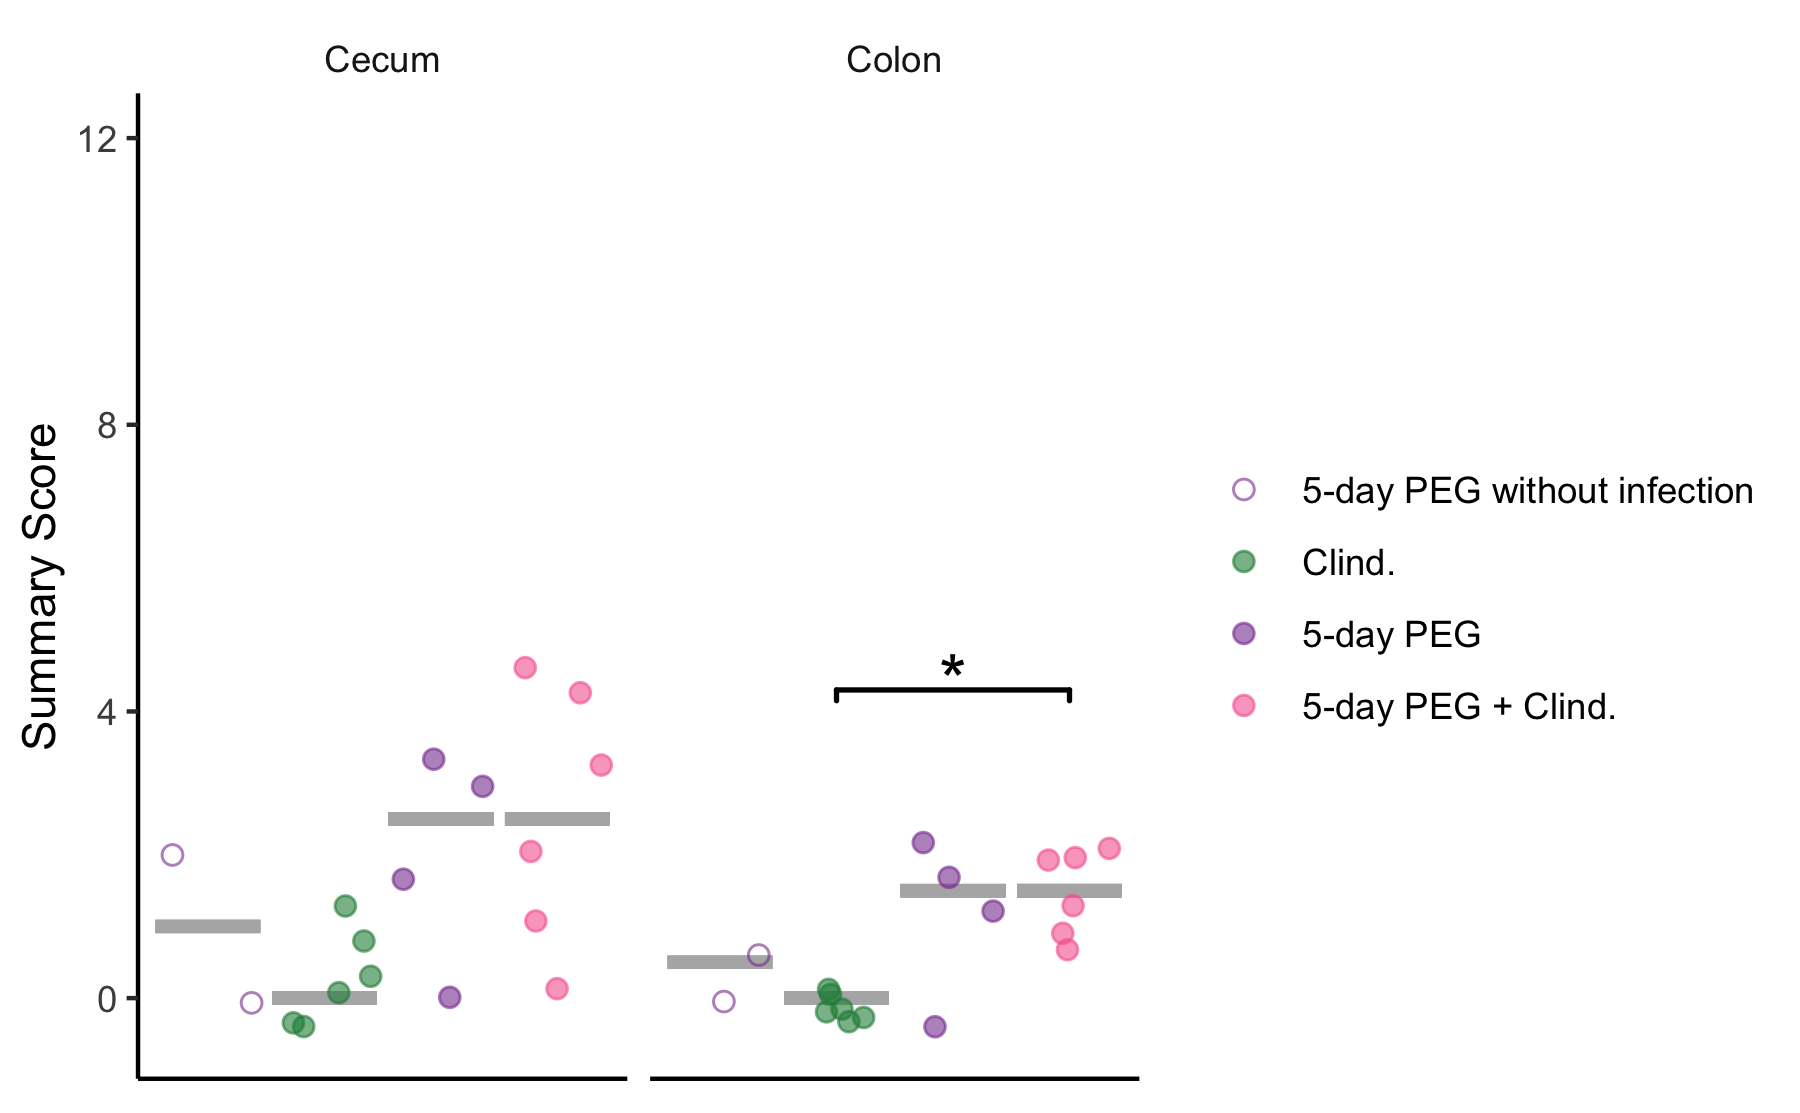 Cecum
Colon
12
8
4
0
Summary Score
*
5-day PEG without infection
Clind.
5-day PEG
5-day PEG + Clind.